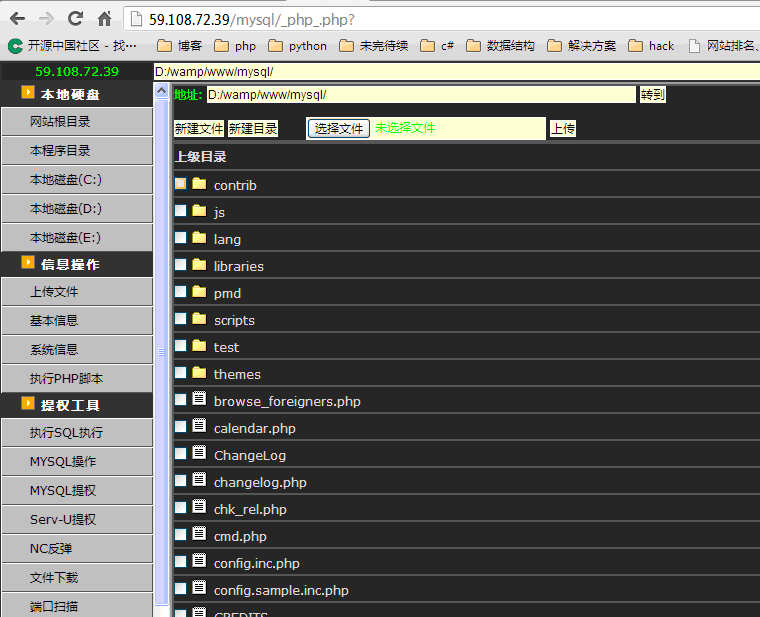 59.108.72.39/mysql/_php_.php?
开源中国社区 - 找… 博客 php python 未完待续 c# 数据结构 解决方案 hack 网站排名、
59.108.72.39 D:/wamp/www/mysql/
本地硬盘
网站根目录
本程序目录
本地磁盘(C:)
本地磁盘(D:)
本地磁盘(E:)
信息操作
上传文件
基本信息
系统信息
执行PHP脚本
提权工具
执行SQL执行
MYSQL操作
MYSQL提权
Serv-U提权
NC反弹
文件下载
端口扫描
地址: D:/wamp/www/mysql/ 转到
新建文件 新建目录 选择文件 未选择文件 上传
上级目录
contrib
js
lang
libraries
pmd
scripts
test
themes
browse_foreigners.php
calendar.php
ChangeLog
changelog.php
chk_rel.php
cmd.php
config.inc.php
config.sample.inc.php
CREDITS